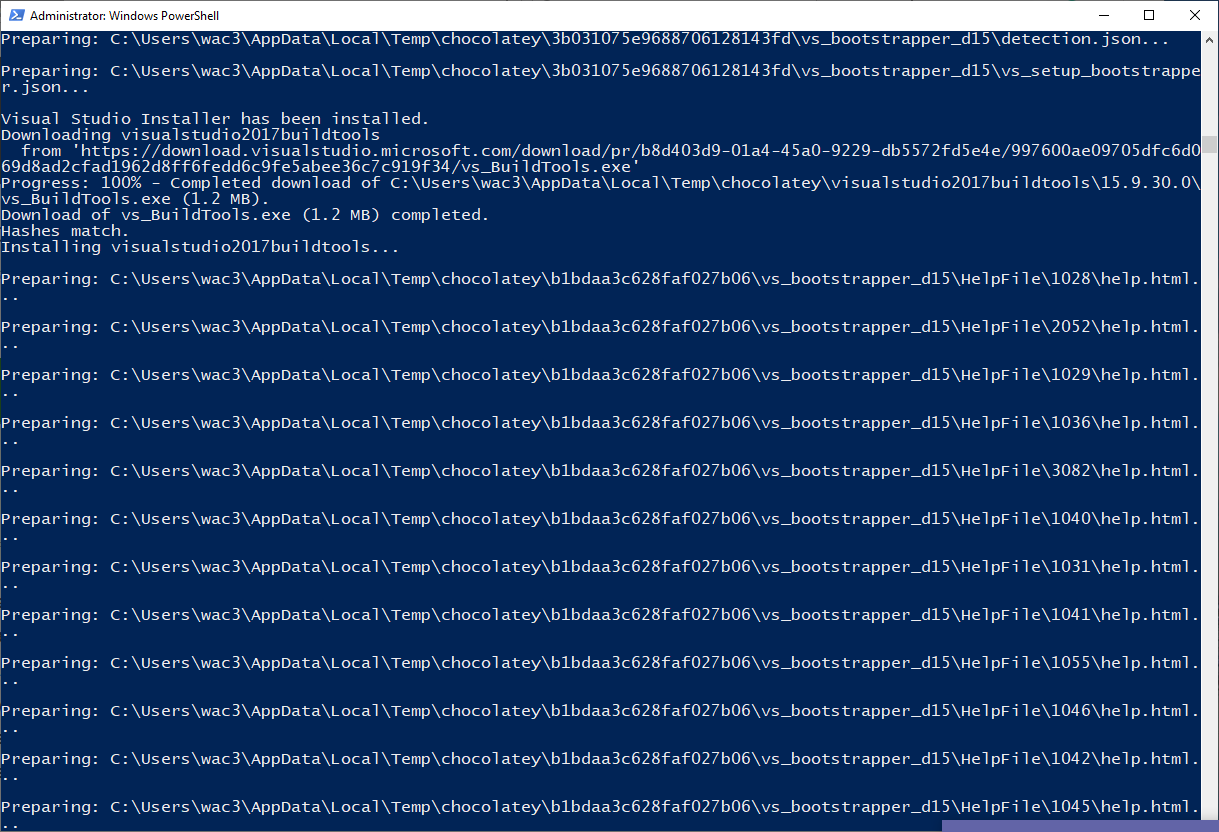 Administrator: Windows PowerShell
Preparing: C:\Users\wac3\AppData\Local\Temp\chocolatey\3b031075e9688706128143fd\vs_bootstrapper_d15\detection.json...
Preparing: C:\Users\wac3\AppData\Local\Temp\chocolatey\3b031075e9688706128143fd\vs_bootstrapper_d15\vs_setup_bootstrappe
r.json...
Visual Studio Installer has been installed.
Downloading visualstudio2017buildtools
  from 'https://download.visualstudio.microsoft.com/download/pr/b8d403d9-01a4-45a0-9229-db5572fd5e4e/997600ae09705dfc6d0
69d8ad2cfad1962d8ff6fedd6c9fe5abee36c7c919f34/vs_BuildTools.exe'
Progress: 100% - Completed download of C:\Users\wac3\AppData\Local\Temp\chocolatey\visualstudio2017buildtools\15.9.30.0\
vs_BuildTools.exe (1.2 MB).
Download of vs_BuildTools.exe (1.2 MB) completed.
Hashes match.
Installing visualstudio2017buildtools...
Preparing: C:\Users\wac3\AppData\Local\Temp\chocolatey\b1bdaa3c628faf027b06\vs_bootstrapper_d15\HelpFile\1028\help.html.
..
Preparing: C:\Users\wac3\AppData\Local\Temp\chocolatey\b1bdaa3c628faf027b06\vs_bootstrapper_d15\HelpFile\2052\help.html.
..
Preparing: C:\Users\wac3\AppData\Local\Temp\chocolatey\b1bdaa3c628faf027b06\vs_bootstrapper_d15\HelpFile\1029\help.html.
..
Preparing: C:\Users\wac3\AppData\Local\Temp\chocolatey\b1bdaa3c628faf027b06\vs_bootstrapper_d15\HelpFile\1036\help.html.
..
Preparing: C:\Users\wac3\AppData\Local\Temp\chocolatey\b1bdaa3c628faf027b06\vs_bootstrapper_d15\HelpFile\3082\help.html.
..
Preparing: C:\Users\wac3\AppData\Local\Temp\chocolatey\b1bdaa3c628faf027b06\vs_bootstrapper_d15\HelpFile\1040\help.html.
..
Preparing: C:\Users\wac3\AppData\Local\Temp\chocolatey\b1bdaa3c628faf027b06\vs_bootstrapper_d15\HelpFile\1031\help.html.
..
Preparing: C:\Users\wac3\AppData\Local\Temp\chocolatey\b1bdaa3c628faf027b06\vs_bootstrapper_d15\HelpFile\1041\help.html.
..
Preparing: C:\Users\wac3\AppData\Local\Temp\chocolatey\b1bdaa3c628faf027b06\vs_bootstrapper_d15\HelpFile\1055\help.html.
..
Preparing: C:\Users\wac3\AppData\Local\Temp\chocolatey\b1bdaa3c628faf027b06\vs_bootstrapper_d15\HelpFile\1046\help.html.
..
Preparing: C:\Users\wac3\AppData\Local\Temp\chocolatey\b1bdaa3c628faf027b06\vs_bootstrapper_d15\HelpFile\1042\help.html.
..
Preparing: C:\Users\wac3\AppData\Local\Temp\chocolatey\b1bdaa3c628faf027b06\vs_bootstrapper_d15\HelpFile\1045\help.html.
..